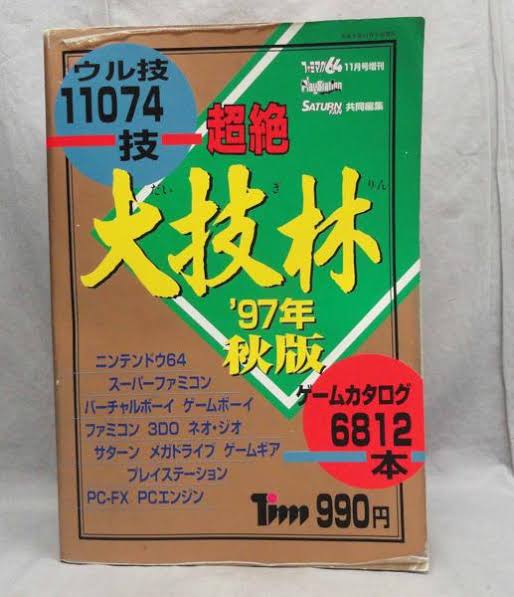 ファミマガ64 11月号増刊
PlayStation
SATURN FAN 共同編集
ウル技
11074
技
超絶
だい ぎ りん
大技林
'97年
秋版
ニンテンドウ64
スーパーファミコン
バーチャルボーイ ゲームボーイ
ファミコン 3DO ネオ・ジオ
サターン メガドライブ ゲームギア
プレイステーション
PC-FX PCエンジン
ゲームカタログ
6812
本
Tim 990円